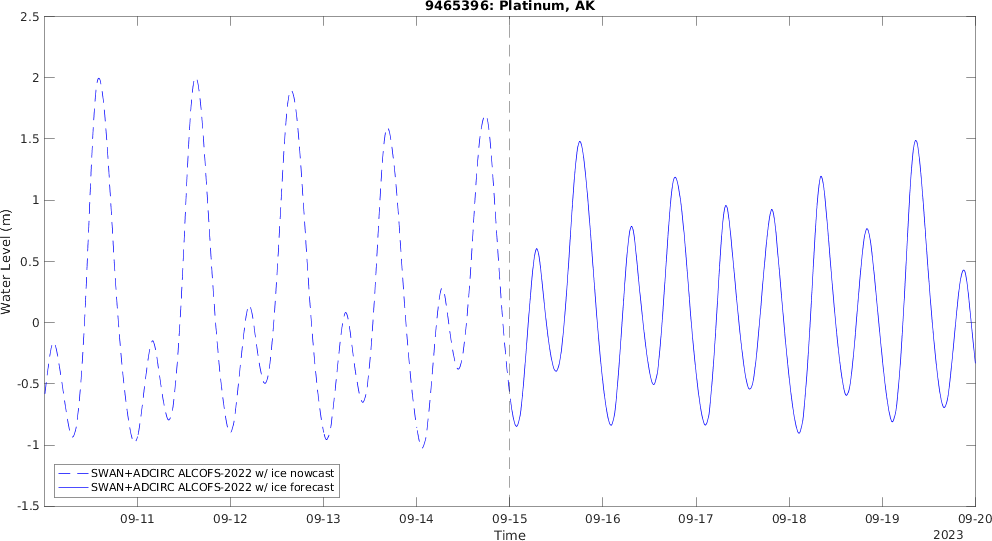 9465396: Platinum, AK
2.5
2
1.5
1
0.5
0
-0.5
-1
-1.5
Water Level (m)
SWAN+ADCIRC ALCOFS-2022 w/ ice nowcast
SWAN+ADCIRC ALCOFS-2022 w/ ice forecast
09-11 09-12 09-13 09-14 09-15 09-16 09-17 09-18 09-19 09-20
Time
2023